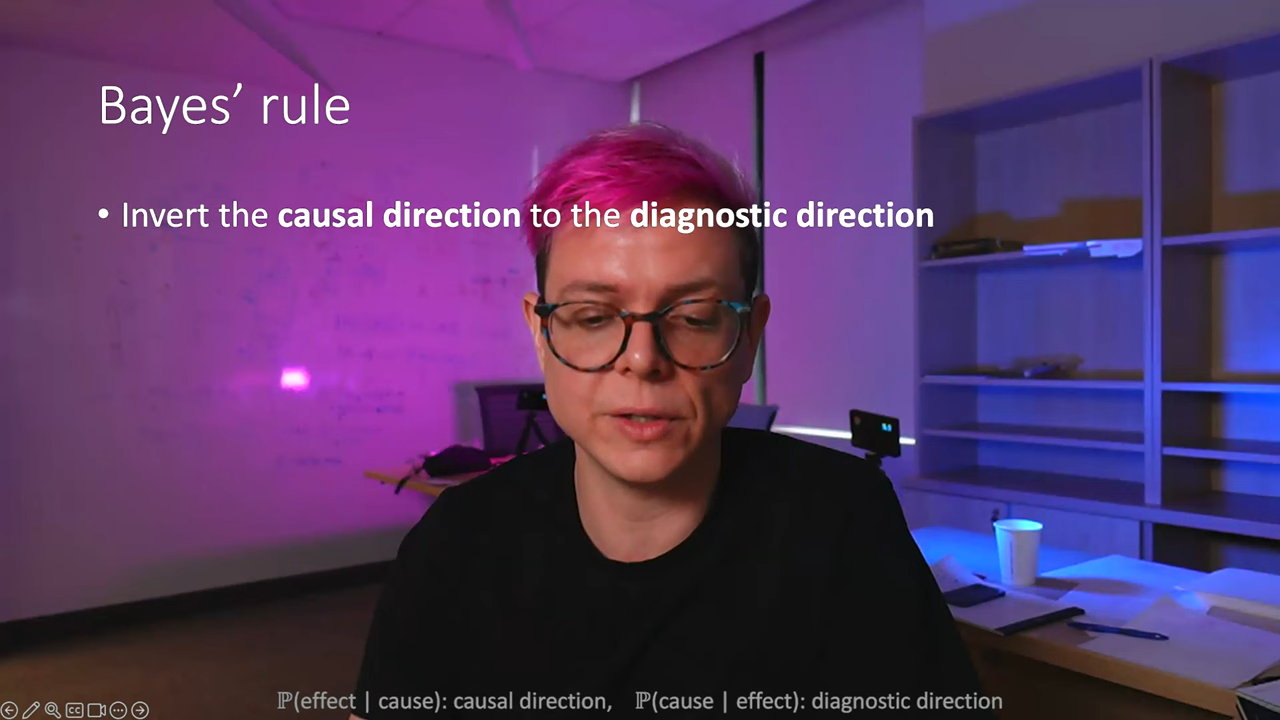 Bayes’ rule
• Invert the causal direction to the diagnostic direction
ℙ(effect | cause): causal direction, ℙ(cause | effect): diagnostic direction